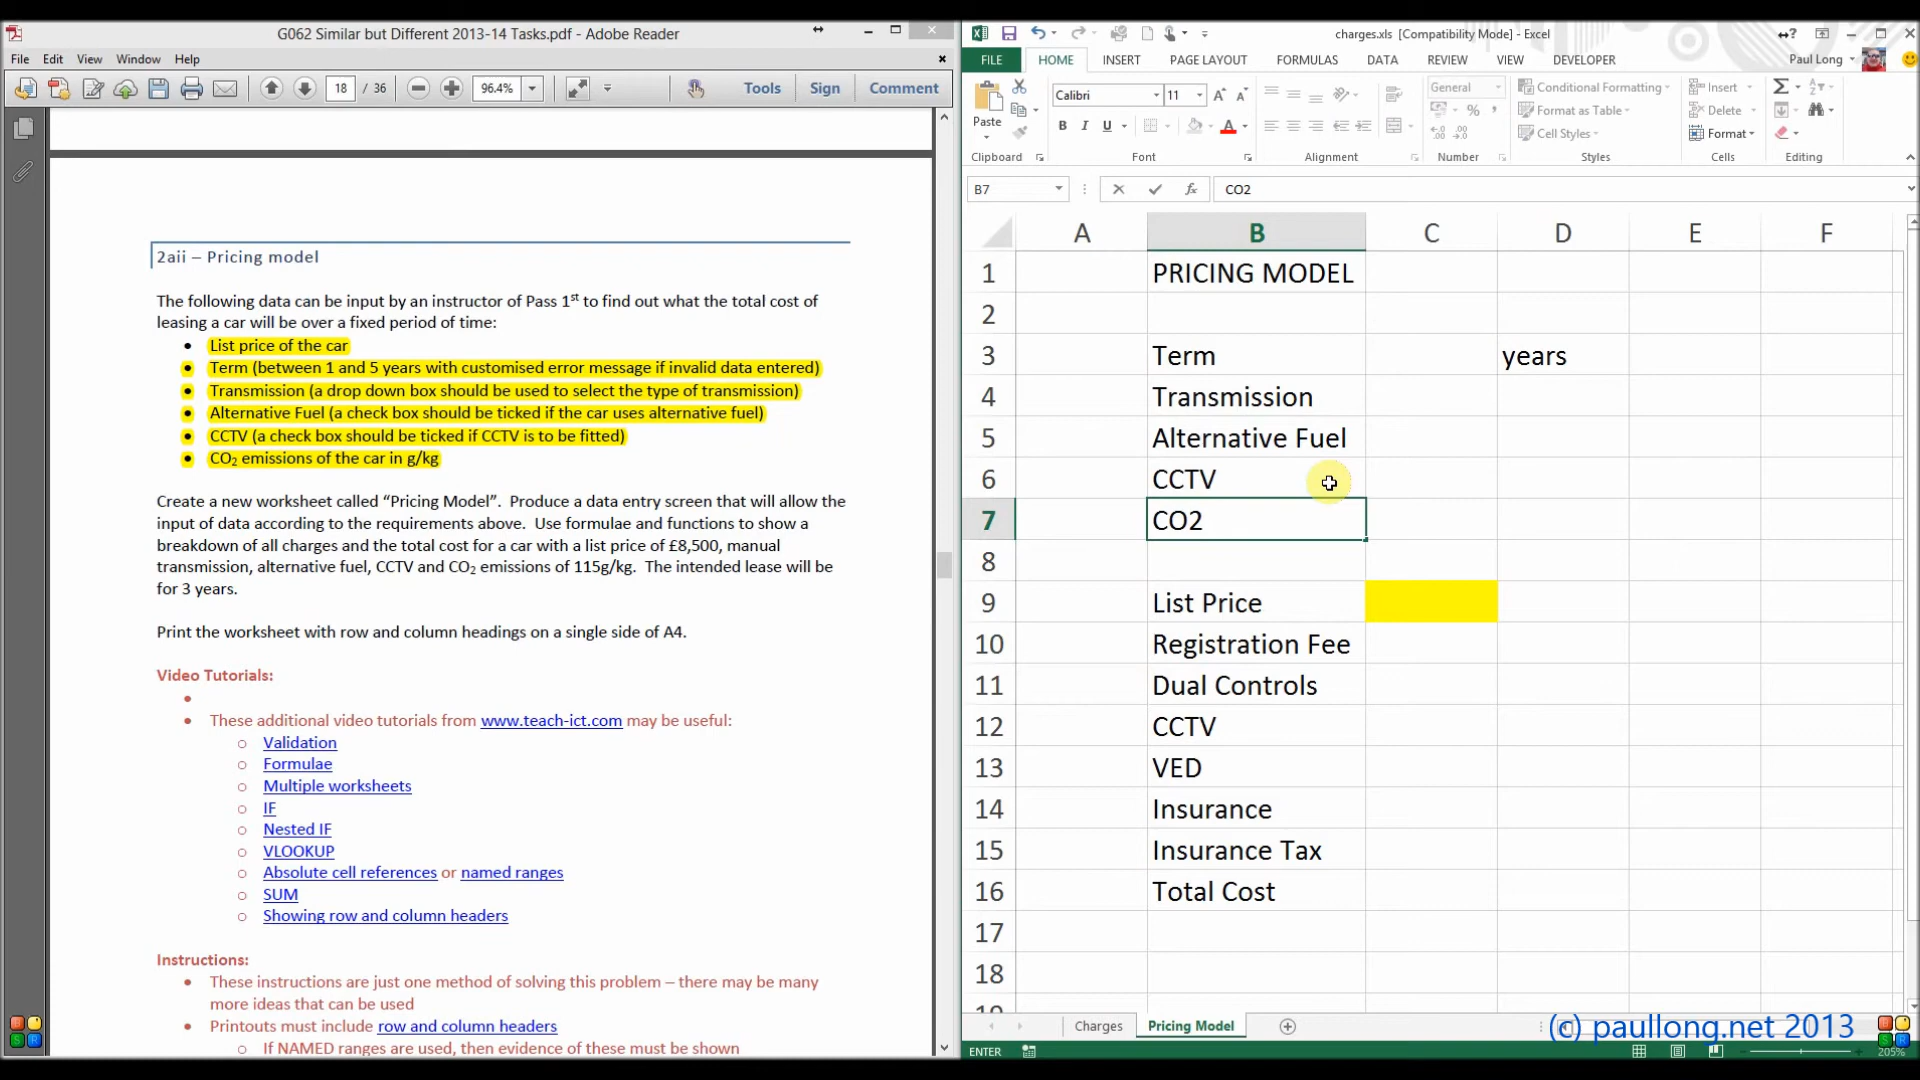 G062 Similar but Different 2013-14 Tasks.pdf - Adobe Reader
File Edit View Window Help
18 / 36 96.4% Tools Sign Comment
2aii – Pricing model
The following data can be input by an instructor of Pass 1st to find out what the total cost of
leasing a car will be over a fixed period of time:
• List price of the car
• Term (between 1 and 5 years with customised error message if invalid data entered)
• Transmission (a drop down box should be used to select the type of transmission)
• Alternative Fuel (a check box should be ticked if the car uses alternative fuel)
• CCTV (a check box should be ticked if CCTV is to be fitted)
• CO2 emissions of the car in g/kg
Create a new worksheet called “Pricing Model”. Produce a data entry screen that will allow the
input of data according to the requirements above. Use formulae and functions to show a
breakdown of all charges and the total cost for a car with a list price of £8,500, manual
transmission, alternative fuel, CCTV and CO2 emissions of 115g/kg. The intended lease will be
for 3 years.
Print the worksheet with row and column headings on a single side of A4.
Video Tutorials:
•
• These additional video tutorials from www.teach-ict.com may be useful:
o Validation
o Formulae
o Multiple worksheets
o IF
o Nested IF
o VLOOKUP
o Absolute cell references or named ranges
o SUM
o Showing row and column headers
Instructions:
• These instructions are just one method of solving this problem – there may be many
more ideas that can be used
• Printouts must include row and column headers
o If NAMED ranges are used, then evidence of these must be shown
charges.xls [Compatibility Mode] - Excel
FILE HOME INSERT PAGE LAYOUT FORMULAS DATA REVIEW VIEW DEVELOPER Paul Long
Paste Calibri 11 General Conditional Formatting Insert
B I U A % Format as Table Delete
Cell Styles Format
Clipboard Font Alignment Number Styles Cells Editing
B7 fx CO2
A B C D E F
1 PRICING MODEL
2
3 Term years
4 Transmission
5 Alternative Fuel
6 CCTV
7 CO2
8
9 List Price
10 Registration Fee
11 Dual Controls
12 CCTV
13 VED
14 Insurance
15 Insurance Tax
16 Total Cost
17
18
Charges Pricing Model
(c) paullong.net 2013
ENTER 205%